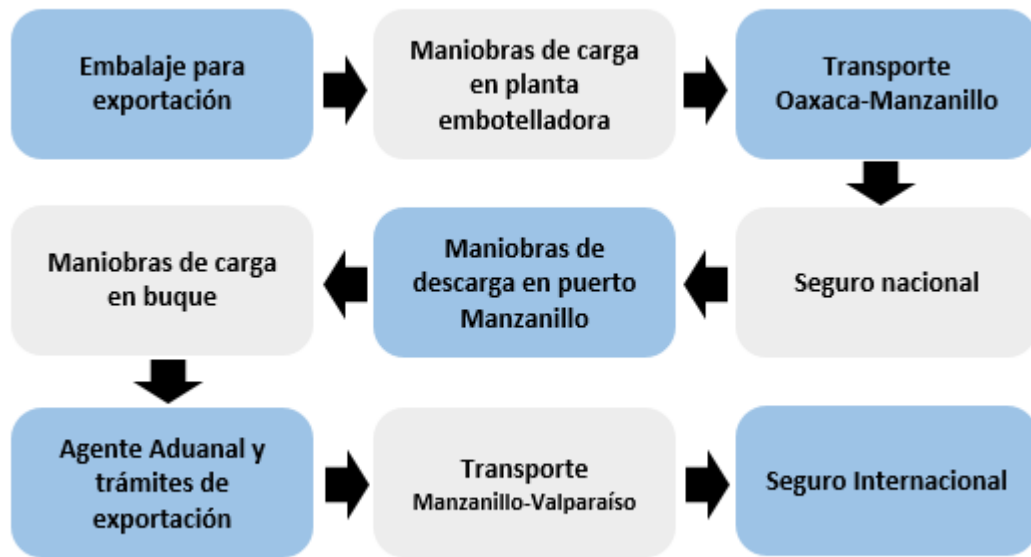 Embalaje para
exportación
Maniobras de carga
en planta
embotelladora
Transporte
Oaxaca-Manzanillo
Seguro nacional
Maniobras de
descarga en puerto
Manzanillo
Maniobras de carga
en buque
Agente Aduanal y
trámites de
exportación
Transporte
Manzanillo-Valparaíso
Seguro Internacional